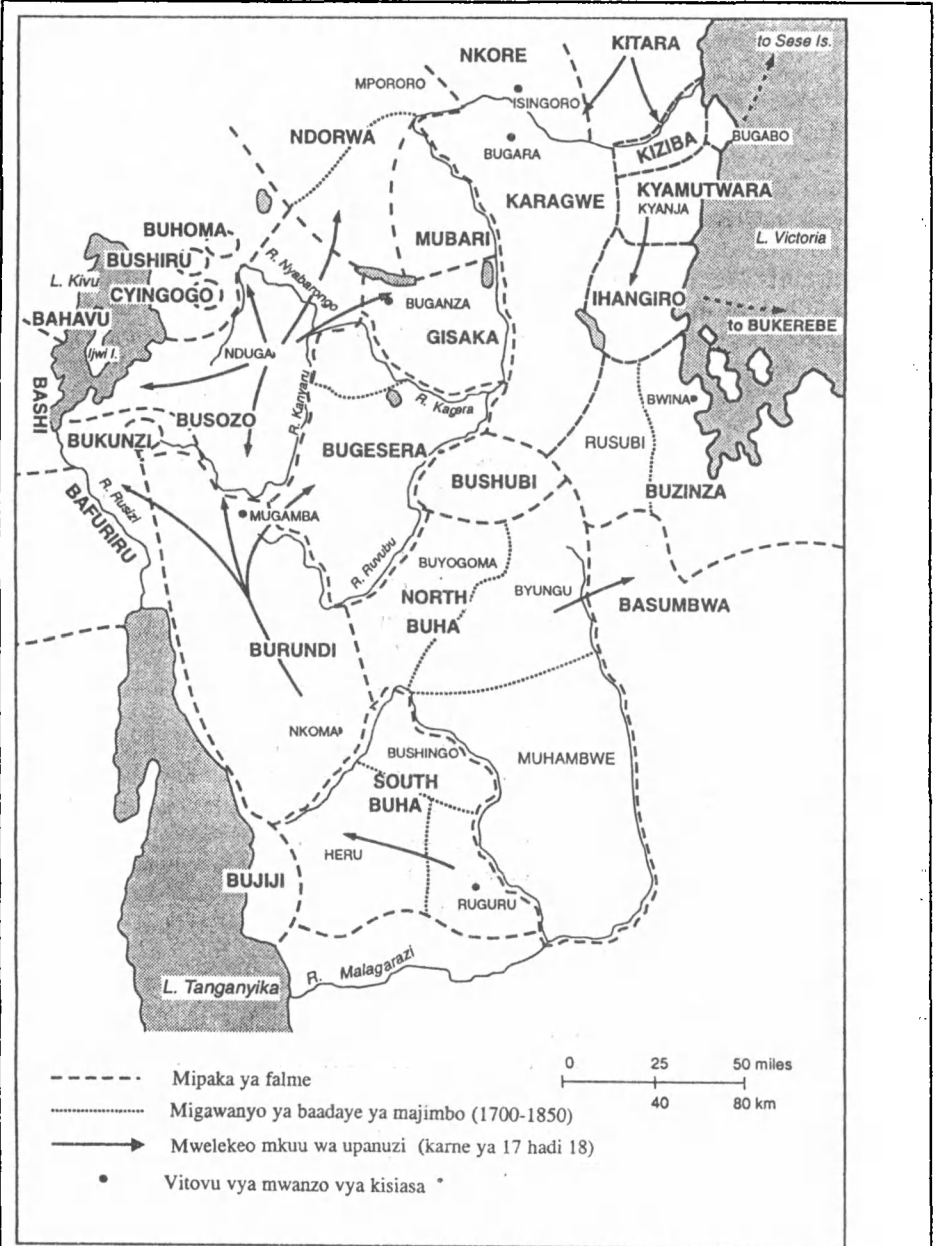 to Sese Is.
KITARA
NKORE
MPORORO
ISINGORO
NDORWA
BUGARA
BUGABO
KIZIBA
KARAGWE
KYAMUTWARA
KYANJA
L. Victoria
BUHOMA
BUSHIRU
MUBARI
L. Kivu
R. Nyabarongo
CYINGOGO
BUGANZA
IHANGIRO
BAHAVU
to BUKEREBE
GISAKA
Ijwi I.
NDUGA
BASHI
R. Kanyaru
R. Kagera
BWINA
BUSOZO
BUKUNZI
BUGESERA
RUSUBI
BUSHUBI
BUZINZA
R. Rusizi
BAFURIRU
MUGAMBA
R. Ruvubu
BUYOGOMA
BYUNGU
NORTH
BUHA
BASUMBWA
BURUNDI
NKOMA
BUSHINGO
MUHAMBWE
SOUTH
BUHA
HERU
BUJIJI
RUGURU
R. Malagarazi
L. Tanganyika
0 25 50 miles
40 80 km
Mipaka ya falme
Migawanyo ya baadaye ya majimbo (1700-1850)
Mwelekeo mkuu wa upanuzi (karne ya 17 hadi 18)
Vitovu vya mwanzo vya kisiasa